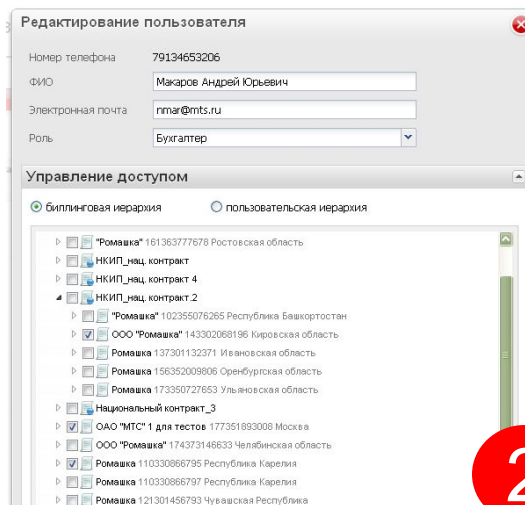 Редактирование пользователя
Номер телефона 79134653206
ФИО Макаров Андрей Юрьевич
Электронная почта nmar@mts.ru
Роль Бухгалтер
Управление доступом
биллинговая иерархия пользовательская иерархия
"Ромашка" 161363777678 Ростовская область
НКИП_нац. контракт
НКИП_нац. контракт 4
НКИП_нац. контракт.2
"Ромашка" 102355076265 Республика Башкортостан
ООО "Ромашка" 143302068196 Кировская область
Ромашка 137301132371 Ивановская область
Ромашка 156352009806 Оренбургская область
Ромашка 173350727653 Ульяновская область
Национальный контракт_3
ОАО "МТС" 1 для тестов 177351893008 Москва
ООО "Ромашка" 174373146633 Челябинская область
Ромашка 110330866795 Республика Карелия
Ромашка 110330866797 Республика Карелия
Ромашка 121301456793 Чувашская Республика
2